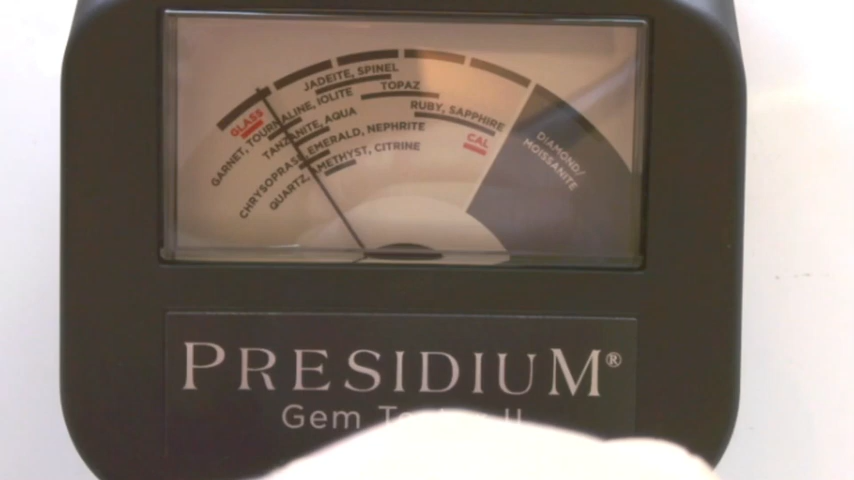 JADEITE, SPINEL
TOPAZ
GLASS
GARNET, TOURNALINE, IOLITE
RUBY, SAPPHIRE
TANZANITE, AQUA
CAL
CHRYSOPRASE EMERALD, NEPHRITE
QUARTZ, AMETHYST, CITRINE
DIAMOND/
MOISSANITE
PRESIDIUM®
Gem